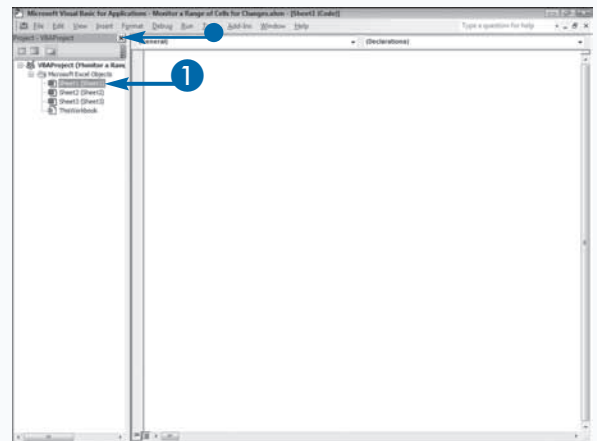 Microsoft Visual Basic for Applications - Monitor a Range of Cells for Changes.xlsm - [Sheet1 (Code)]
File Edit View Insert Format Debug Run Add-Ins Window Help
Type a question for help
Project - VBAProject
General)
(Declarations)
VBAProject (Monitor a Rang
Microsoft Excel Objects
1
Sheet1 (Sheet1)
Sheet2 (Sheet2)
Sheet3 (Sheet3)
ThisWorkbook